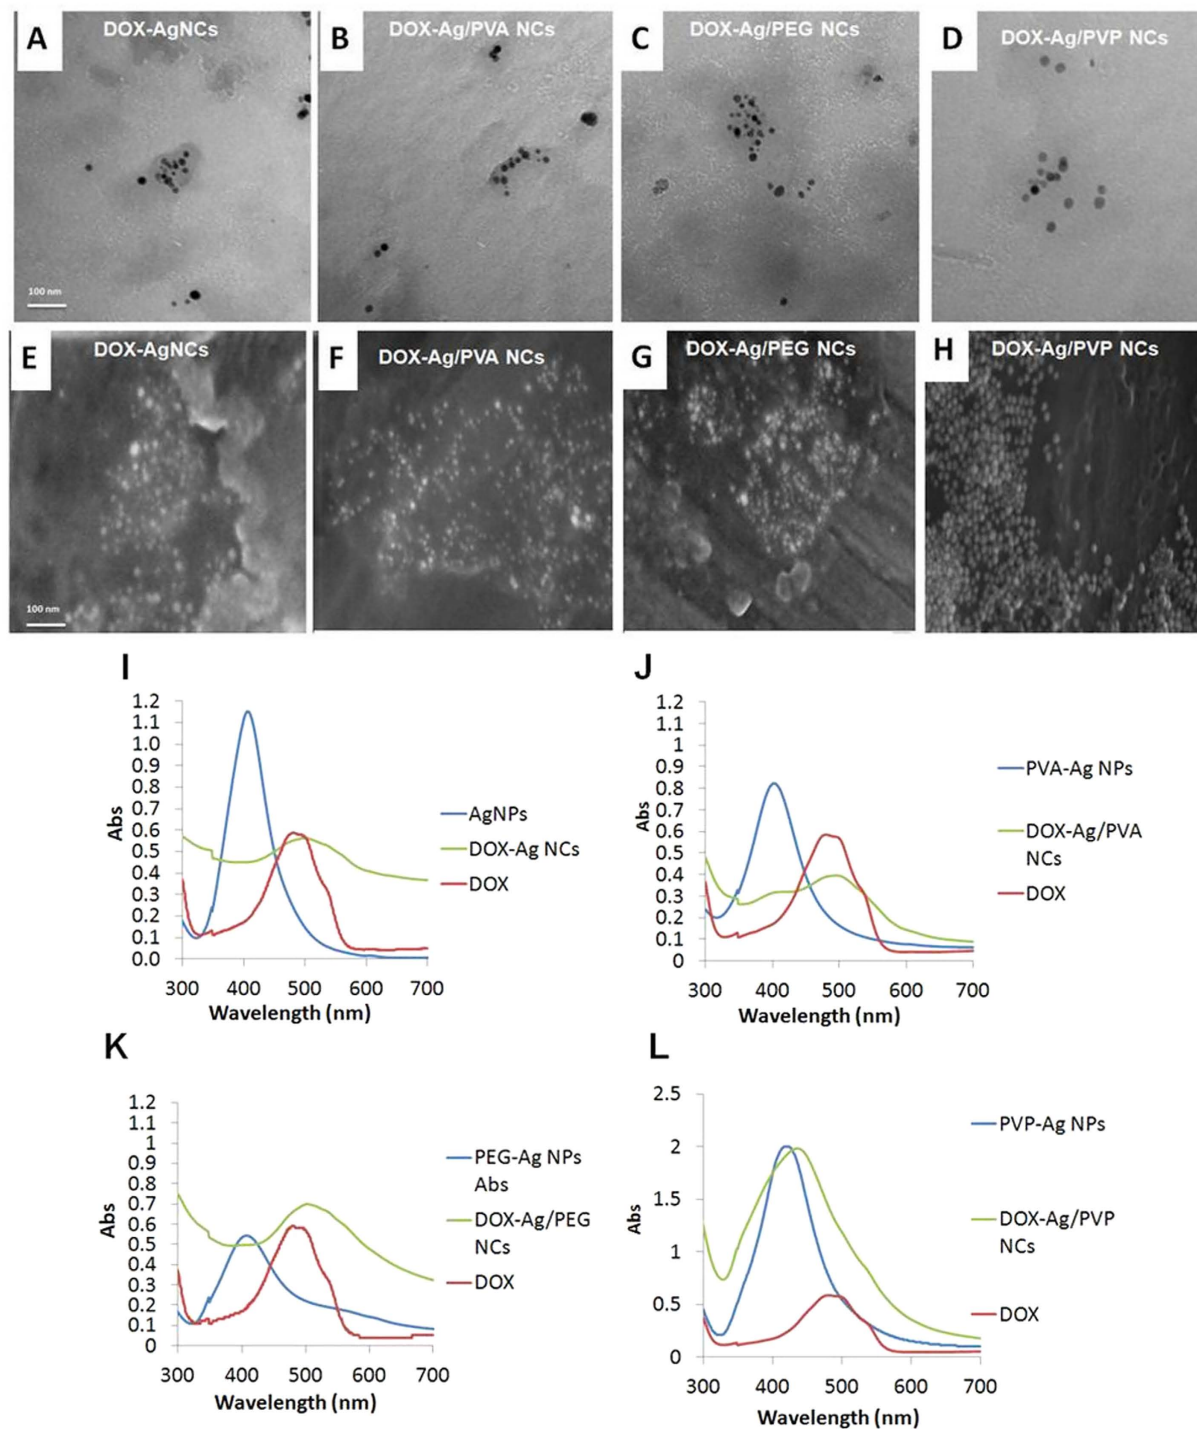 A DOX-AgNCs
B DOX-Ag/PVA NCs
C DOX-Ag/PEG NCs
D DOX-Ag/PVP NCs
100 nm
E DOX-AgNCs
F DOX-Ag/PVA NCs
G DOX-Ag/PEG NCs
H DOX-Ag/PVP NCs
100 nm
I
1.2
1.1
1.0
0.9
0.8
0.7
0.6
0.5
0.4
0.3
0.2
0.1
0.0
Abs
300 400 500 600 700
Wavelength (nm)
AgNPs
DOX-Ag NCs
DOX
J
1.2
1.1
1
0.9
0.8
0.7
0.6
0.5
0.4
0.3
0.2
0.1
0
Abs
300 400 500 600 700
Wavelength (nm)
PVA-Ag NPs
DOX-Ag/PVA
NCs
DOX
K
1.2
1.1
1
0.9
0.8
0.7
0.6
0.5
0.4
0.3
0.2
0.1
0
Abs
300 400 500 600 700
Wavelength (nm)
PEG-Ag NPs
Abs
DOX-Ag/PEG
NCs
DOX
L
2.5
2
1.5
1
0.5
0
Abs
300 400 500 600 700
Wavelength (nm)
PVP-Ag NPs
DOX-Ag/PVP
NCs
DOX